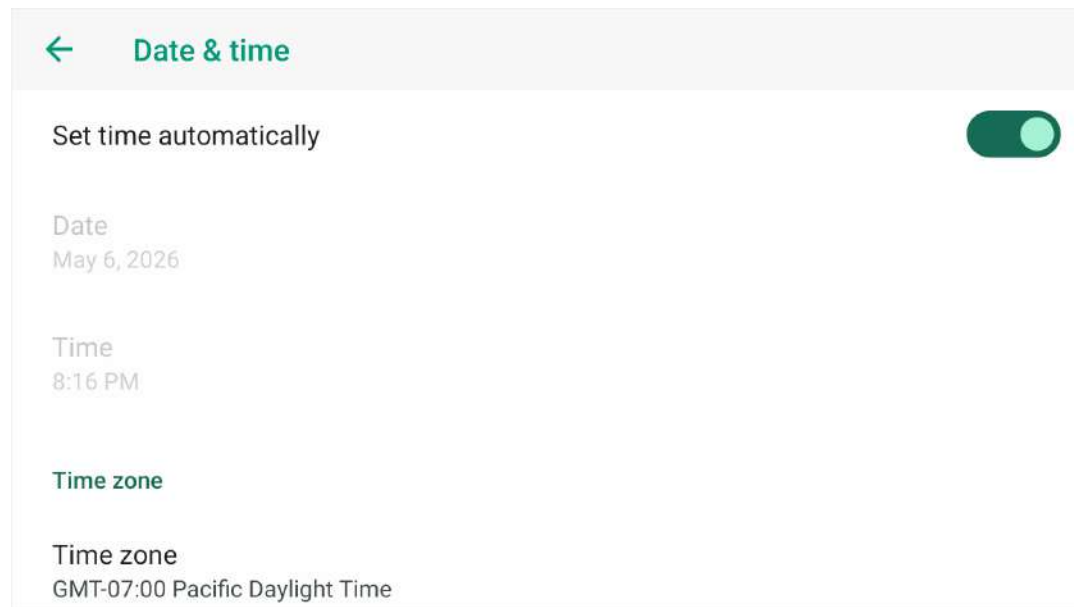 Date & time
Set time automatically
Date
May 6, 2026
Time
8:16 PM
Time zone
Time zone
GMT-07:00 Pacific Daylight Time